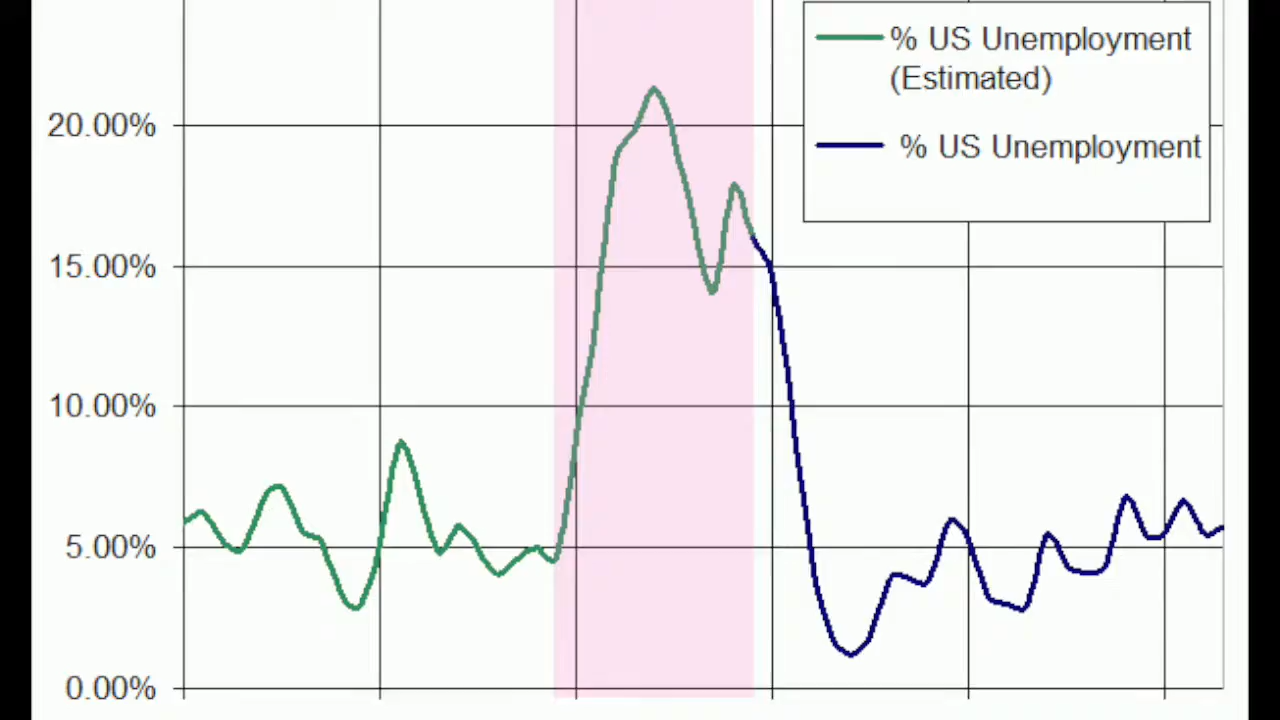 % US Unemployment
(Estimated)
% US Unemployment
20.00%
15.00%
10.00%
5.00%
0.00%